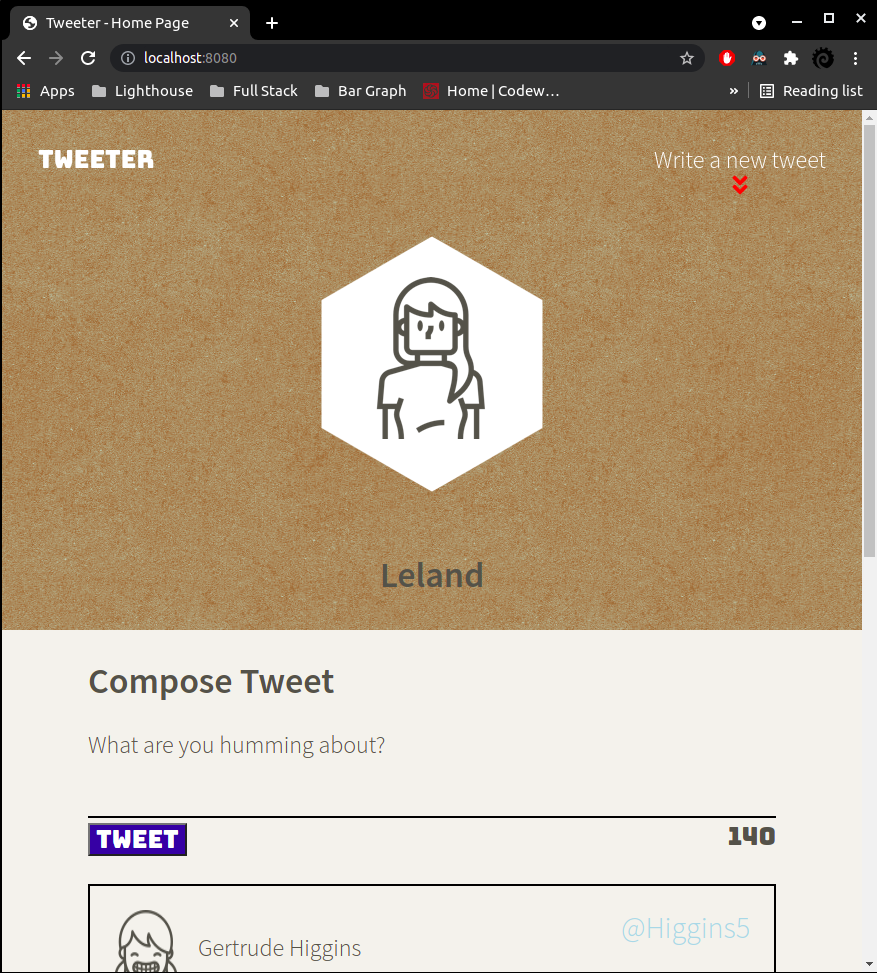 Tweeter - Home Page
localhost:8080
Apps Lighthouse Full Stack Bar Graph Home | Codew… » Reading list
TWEETER
Write a new tweet
Leland
Compose Tweet
What are you humming about?
TWEET 140
Gertrude Higgins @Higgins5